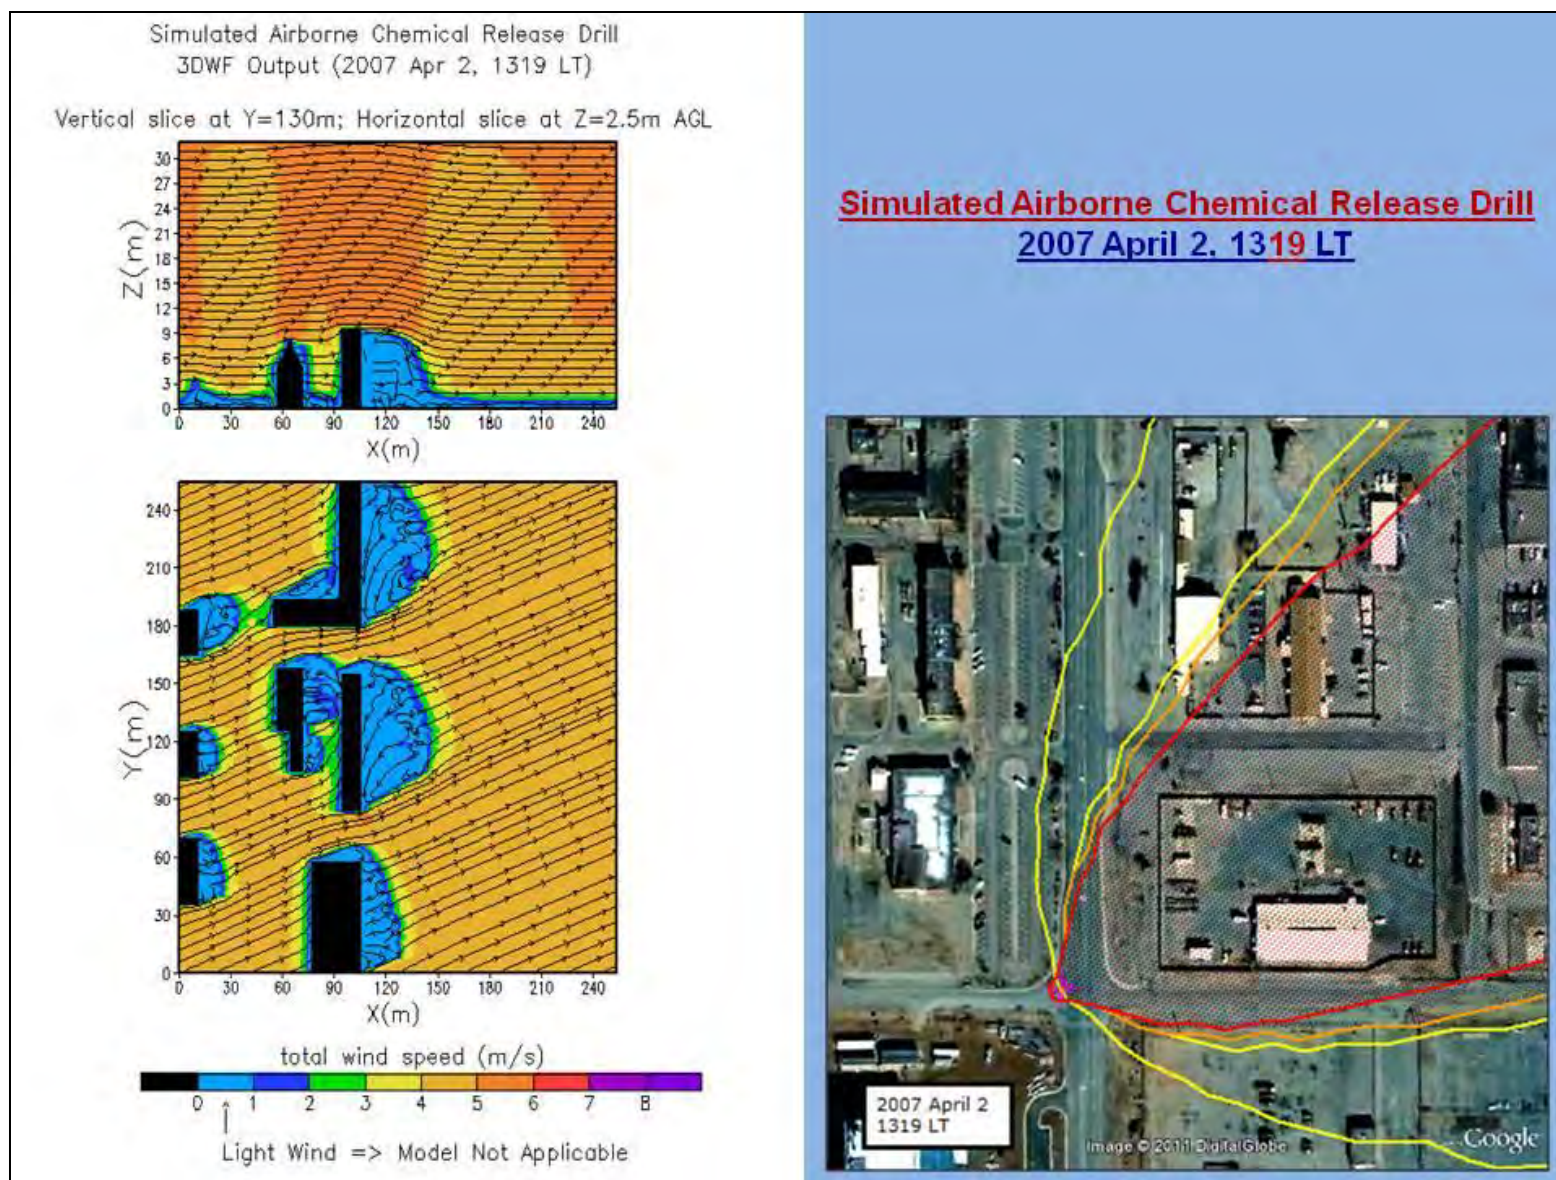 Simulated Airborne Chemical Release Drill
3DWF Output (2007 Apr 2, 1319 LT)
Vertical slice at Y=130m; Horizontal slice at Z=2.5m AGL
Z(m)
30
27
24
21
18
15
12
9
6
3
0
0 30 60 90 120 150 180 210 240
X(m)
Y(m)
240
210
180
150
120
90
60
30
0
0 30 60 90 120 150 180 210 240
X(m)
total wind speed (m/s)
0 1 2 3 4 5 6 7 8
Light Wind => Model Not Applicable
Simulated Airborne Chemical Release Drill
2007 April 2. 1319 LT
2007 April 2
1319 LT
Image © 2011 DigitalGlobe
Google